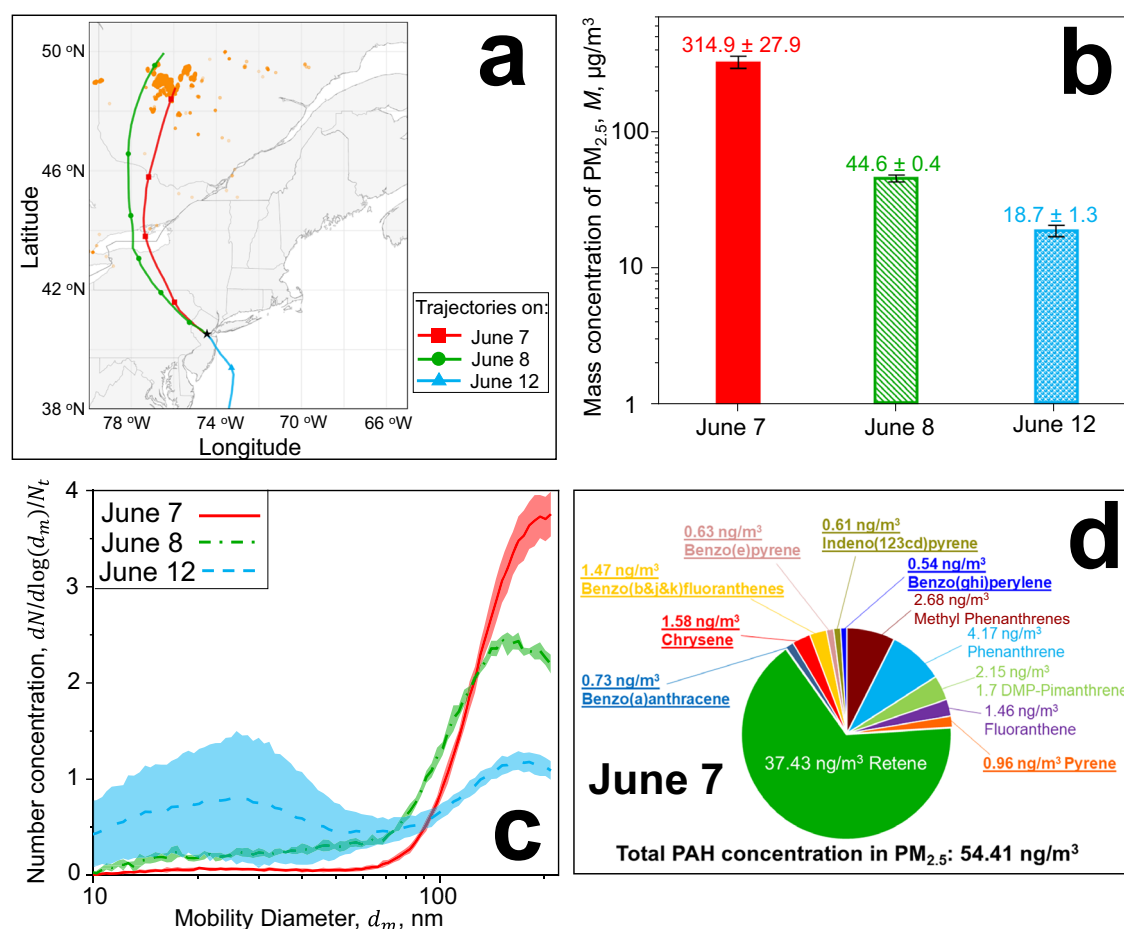 a
50 °N
46 °N
42 °N
38 °N
Latitude
78 °W
74 °W
70 °W
66 °W
Longitude
Trajectories on:
June 7
June 8
June 12
b
Mass concentration of PM2.5, M, µg/m³
314.9 ± 27.9
44.6 ± 0.4
18.7 ± 1.3
100
10
1
June 7
June 8
June 12
c
Number concentration, dN/dlog(dm)/Nt
4
3
2
1
0
10
100
Mobility Diameter, dm, nm
June 7
June 8
June 12
d
0.63 ng/m³
Benzo(e)pyrene
0.61 ng/m³
Indeno(123cd)pyrene
0.54 ng/m³
Benzo(ghi)perylene
1.47 ng/m³
Benzo(b&j&k)fluoranthenes
2.68 ng/m³
Methyl Phenanthrenes
1.58 ng/m³
Chrysene
4.17 ng/m³
Phenanthrene
0.73 ng/m³
Benzo(a)anthracene
2.15 ng/m³
1.7 DMP-Pimanthrene
1.46 ng/m³
Fluoranthene
0.96 ng/m³ Pyrene
37.43 ng/m³ Retene
June 7
Total PAH concentration in PM2.5: 54.41 ng/m³